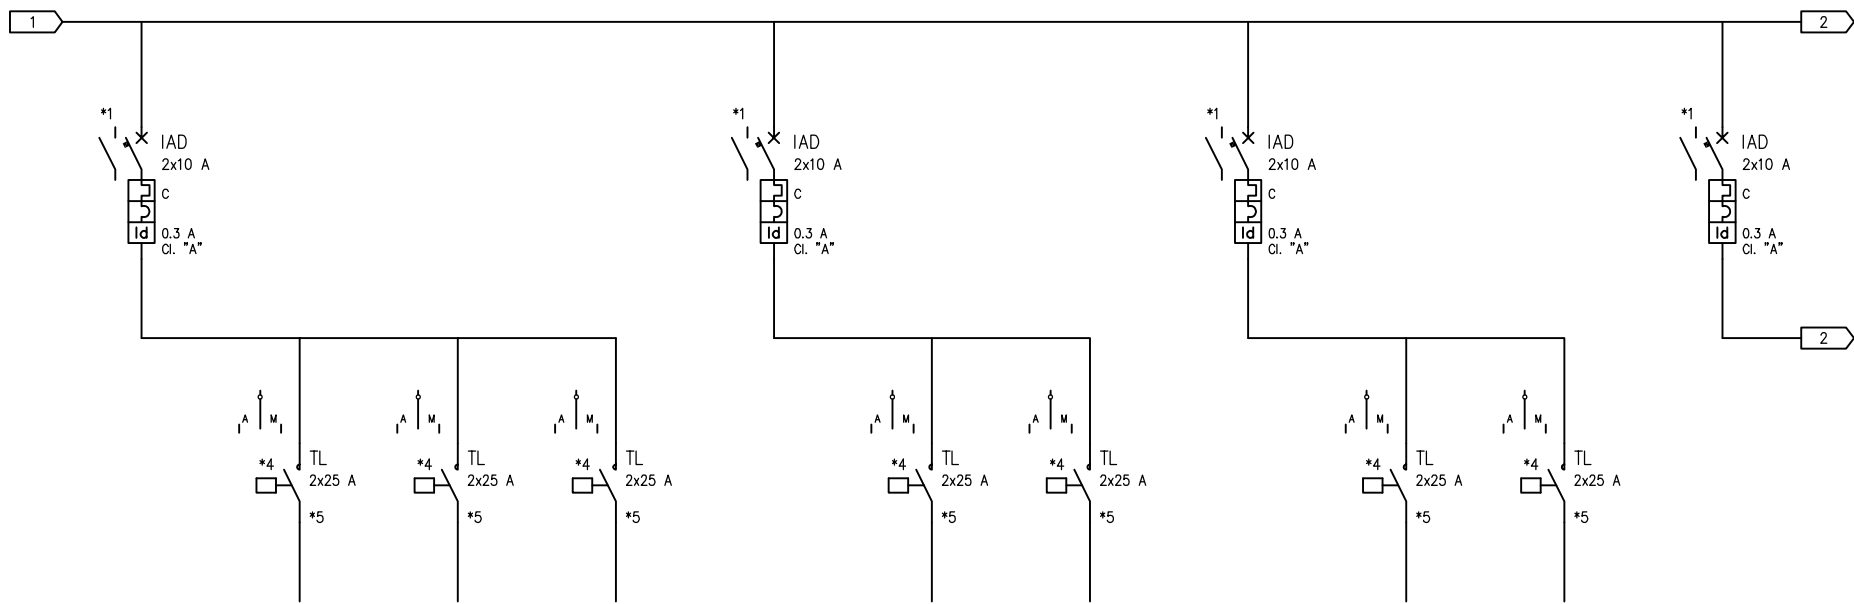 1
2
*1
IAD
2x10 A
C
Id
0.3 A
Cl. "A"
*1
IAD
2x10 A
C
Id
0.3 A
Cl. "A"
*1
IAD
2x10 A
C
Id
0.3 A
Cl. "A"
*1
IAD
2x10 A
C
Id
0.3 A
Cl. "A"
2
A M
*4 TL
2x25 A
*5
A M
*4 TL
2x25 A
*5
A M
*4 TL
2x25 A
*5
A M
*4 TL
2x25 A
*5
A M
*4 TL
2x25 A
*5
A M
*4 TL
2x25 A
*5
A M
*4 TL
2x25 A
*5